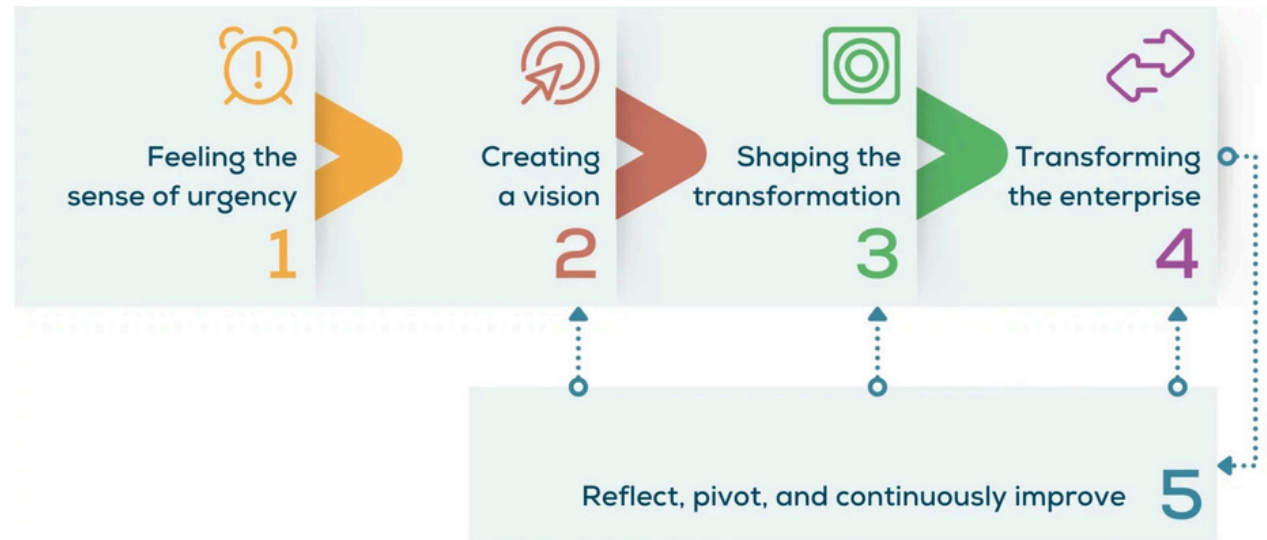 Feeling the
sense of urgency
1
Creating
a vision
2
Shaping the
transformation
3
Transforming
the enterprise
4
Reflect, pivot, and continuously improve 5